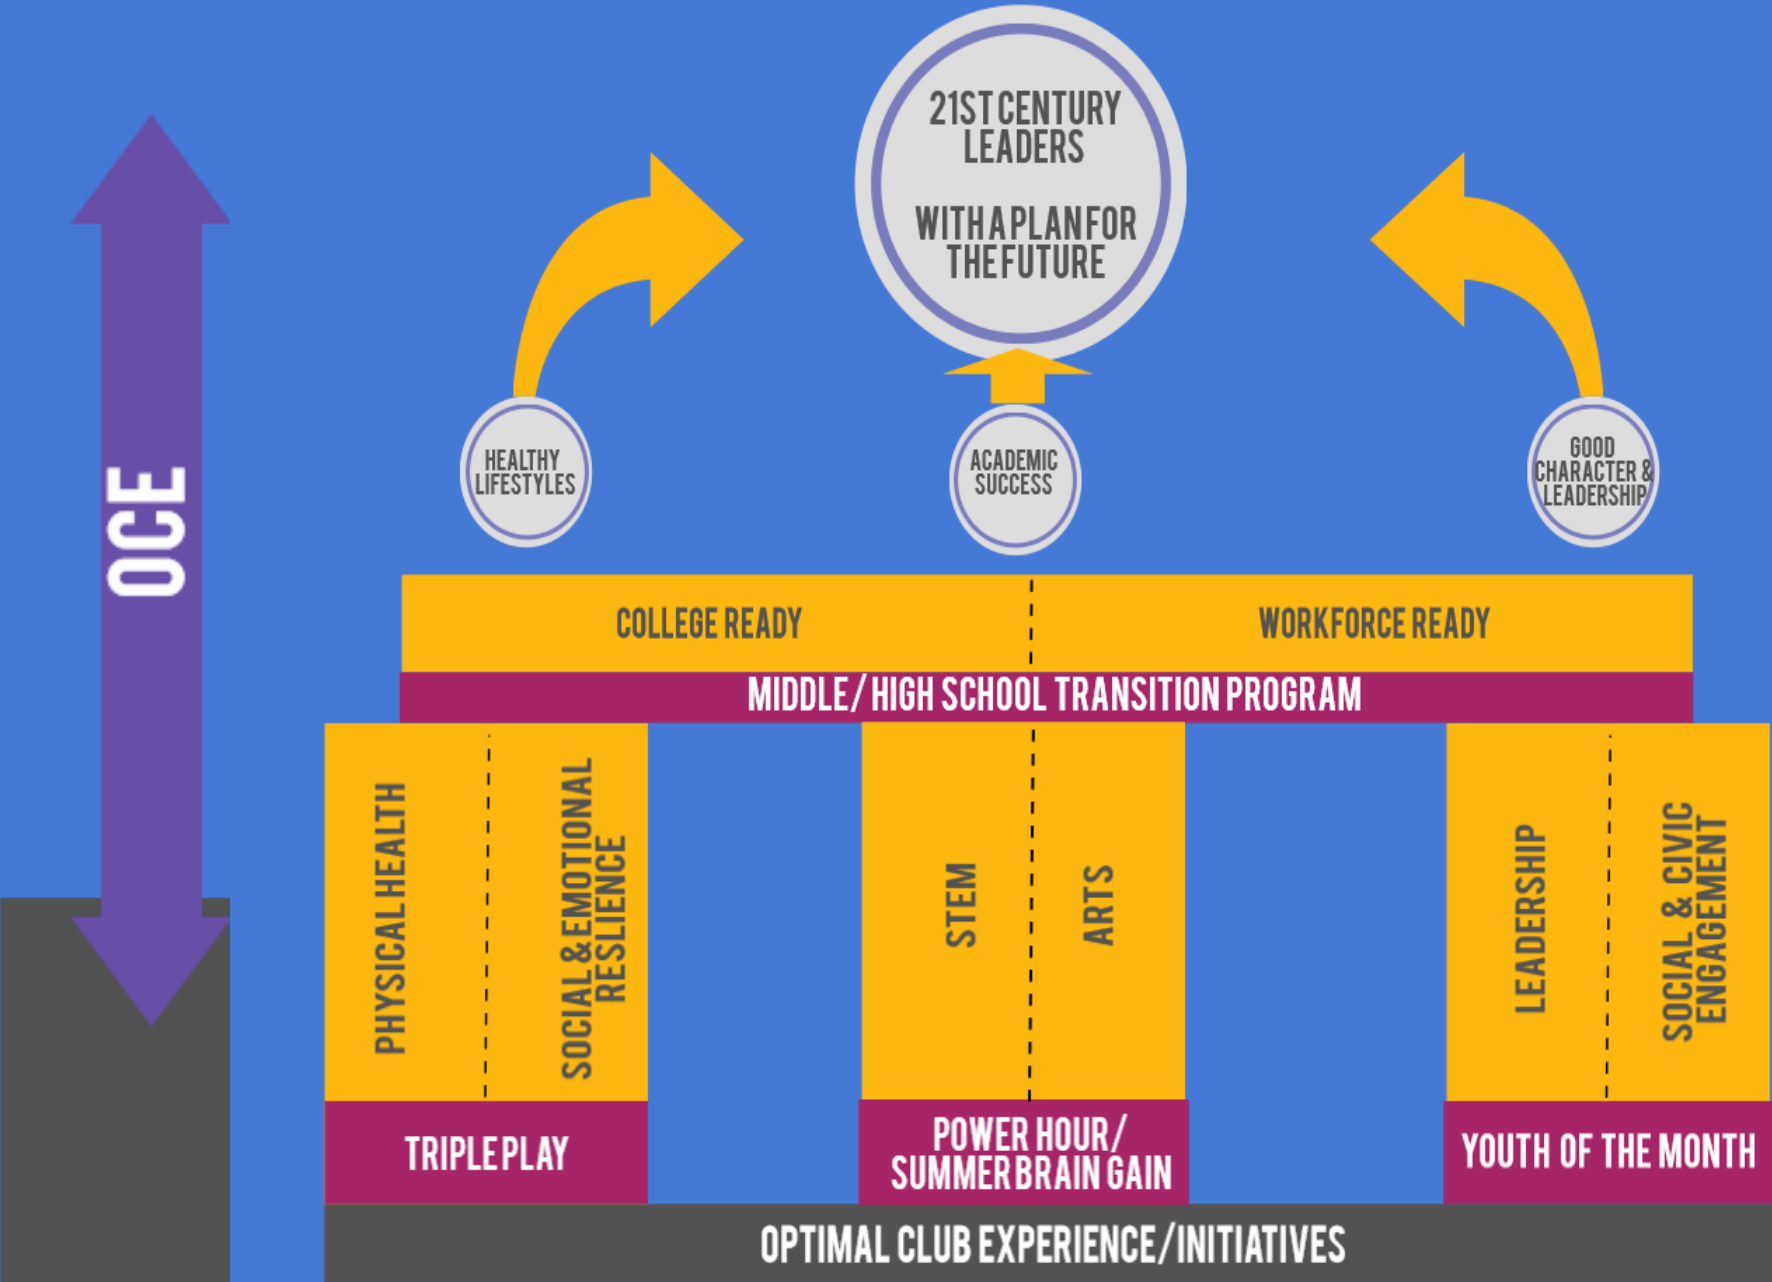 21ST CENTURY
LEADERS
WITH A PLAN FOR
THE FUTURE
OCE
HEALTHY
LIFESTYLES
ACADEMIC
SUCCESS
GOOD
CHARACTER &
LEADERSHIP
COLLEGE READY
WORKFORCE READY
MIDDLE/ HIGH SCHOOL TRANSITION PROGRAM
PHYSICAL HEALTH
SOCIAL & EMOTIONAL
RESLIENCE
STEM
ARTS
LEADERSHIP
SOCIAL & CIVIC
ENGAGEMENT
TRIPLE PLAY
POWER HOUR/
SUMMER BRAIN GAIN
YOUTH OF THE MONTH
OPTIMAL CLUB EXPERIENCE/INITIATIVES